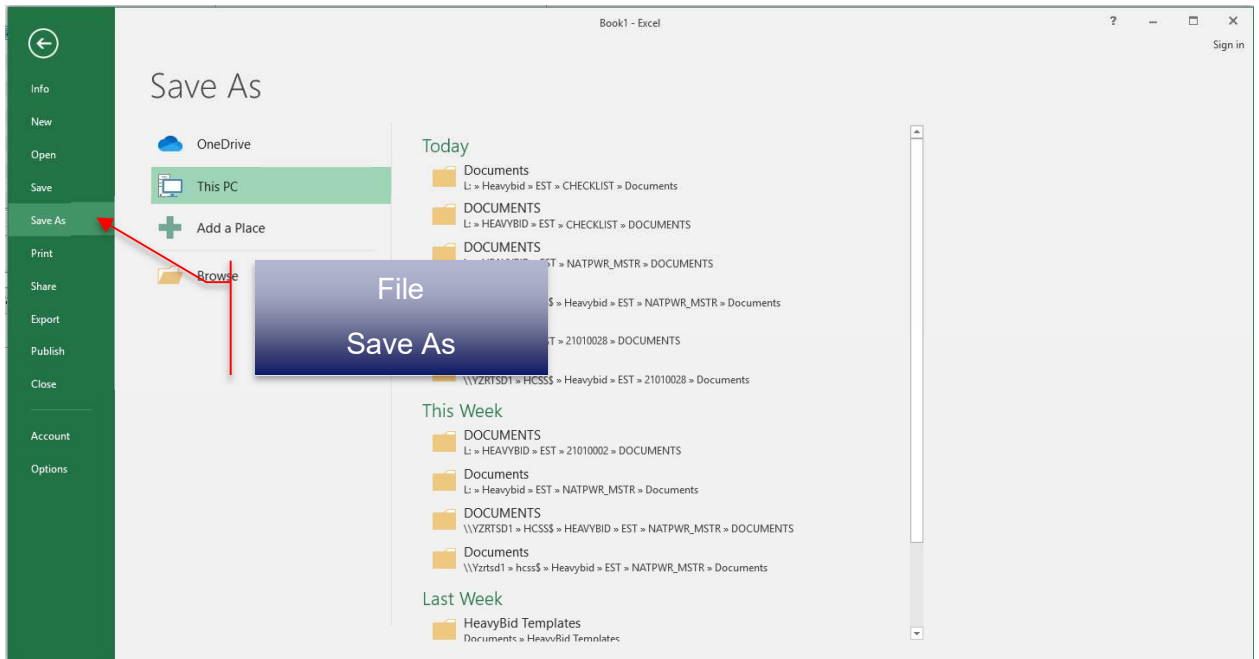 Book1 - Excel
?
Sign in
Info
New
Open
Save
Save As
Print
Share
Export
Publish
Close
Account
Options
Save As
OneDrive
This PC
Add a Place
Browse
File
Save As
Today
Documents
L: » Heavybid » EST » CHECKLIST » Documents
DOCUMENTS
L: » HEAVYBID » EST » CHECKLIST » DOCUMENTS
DOCUMENTS
» NATPWR_MSTR » DOCUMENTS
» Heavybid » EST » NATPWR_MSTR » Documents
» 21010028 » DOCUMENTS
\\YZRTSD1 » HCSS$ » Heavybid » EST » 21010028 » Documents
This Week
DOCUMENTS
L: » HEAVYBID » EST » 21010002 » DOCUMENTS
Documents
L: » Heavybid » EST » NATPWR_MSTR » Documents
DOCUMENTS
\\YZRTSD1 » HCSS$ » HEAVYBID » EST » NATPWR_MSTR » DOCUMENTS
Documents
\\Yzrtsd1 » hcss$ » Heavybid » EST » NATPWR_MSTR » Documents
Last Week
HeavyBid Templates
Documents » HeavyBid Templates